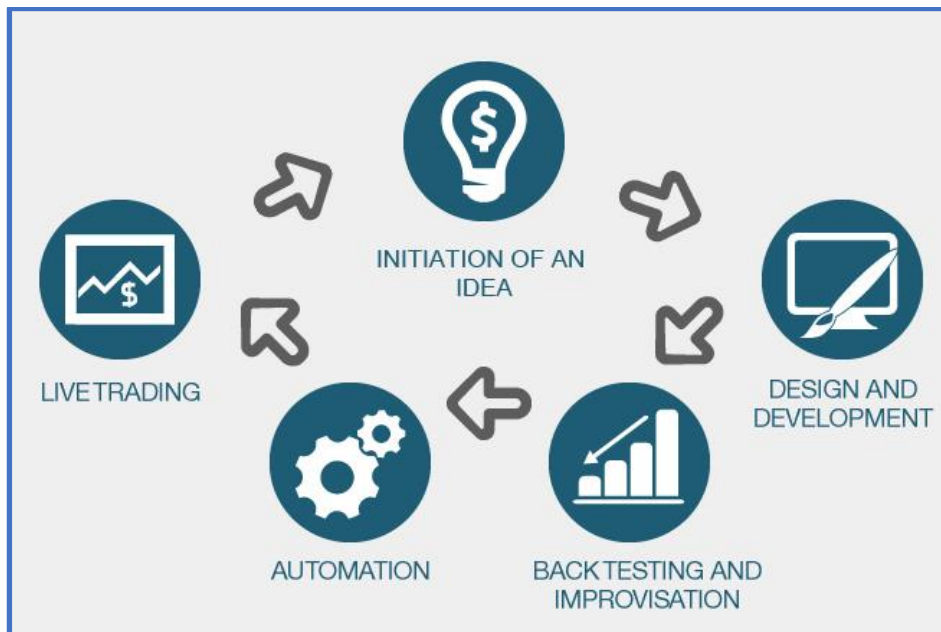 $
INITIATION OF AN
IDEA
$
LIVE TRADING
DESIGN AND
DEVELOPMENT
AUTOMATION
BACK TESTING AND
IMPROVISATION